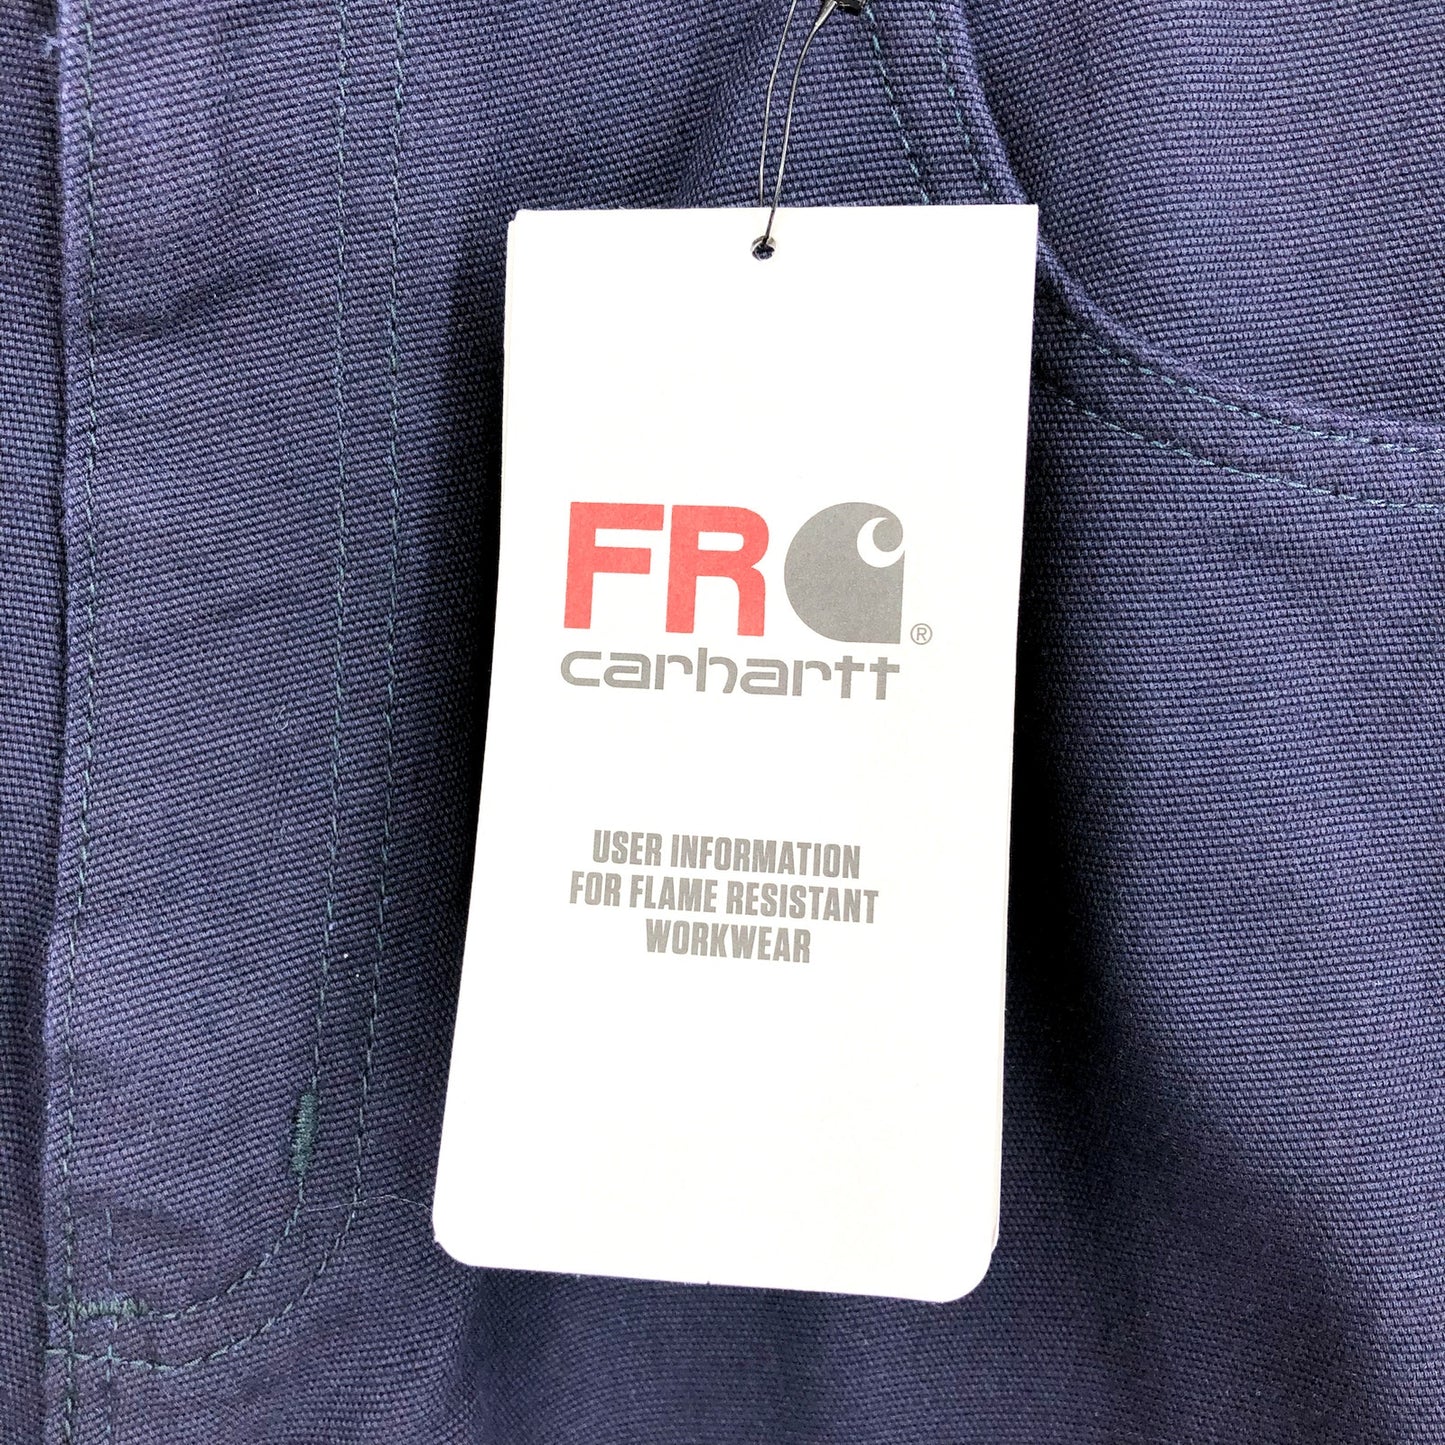 FR
®
carhartt
USER INFORMATION
FOR FLAME RESISTANT
WORKWEAR